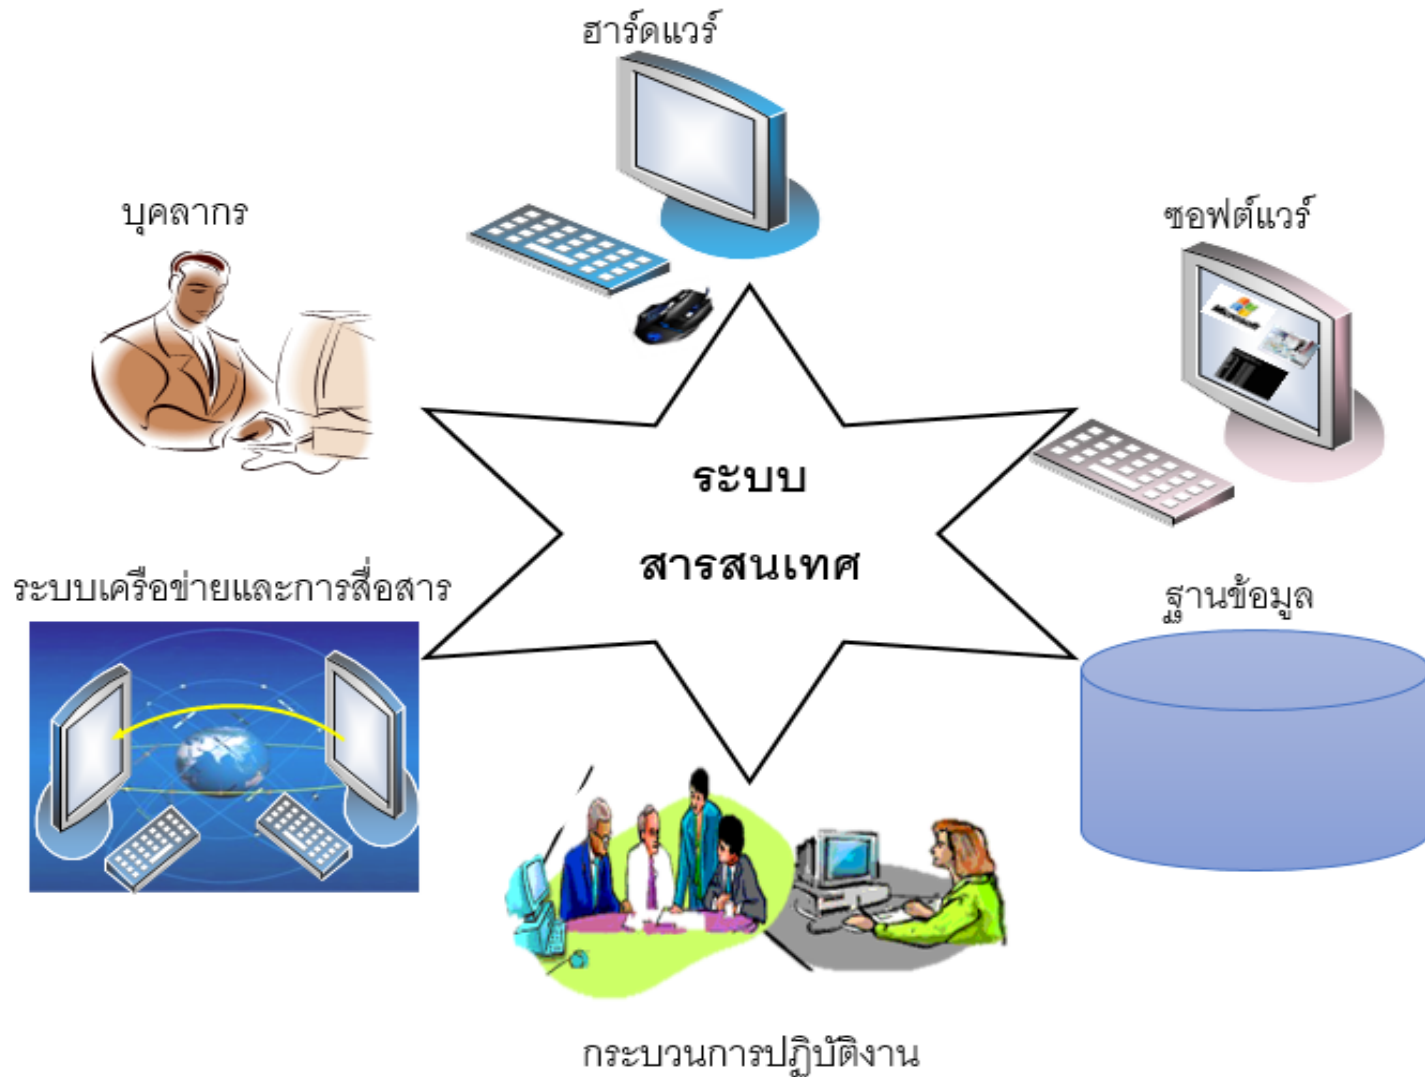 ฮาร์ดแวร์
บุคลากร
ซอฟต์แวร์
Microsoft
ระบบ
สารสนเทศ
ระบบเครือข่ายและการสื่อสาร
ฐานข้อมูล
กระบวนการปฏิบัติงาน